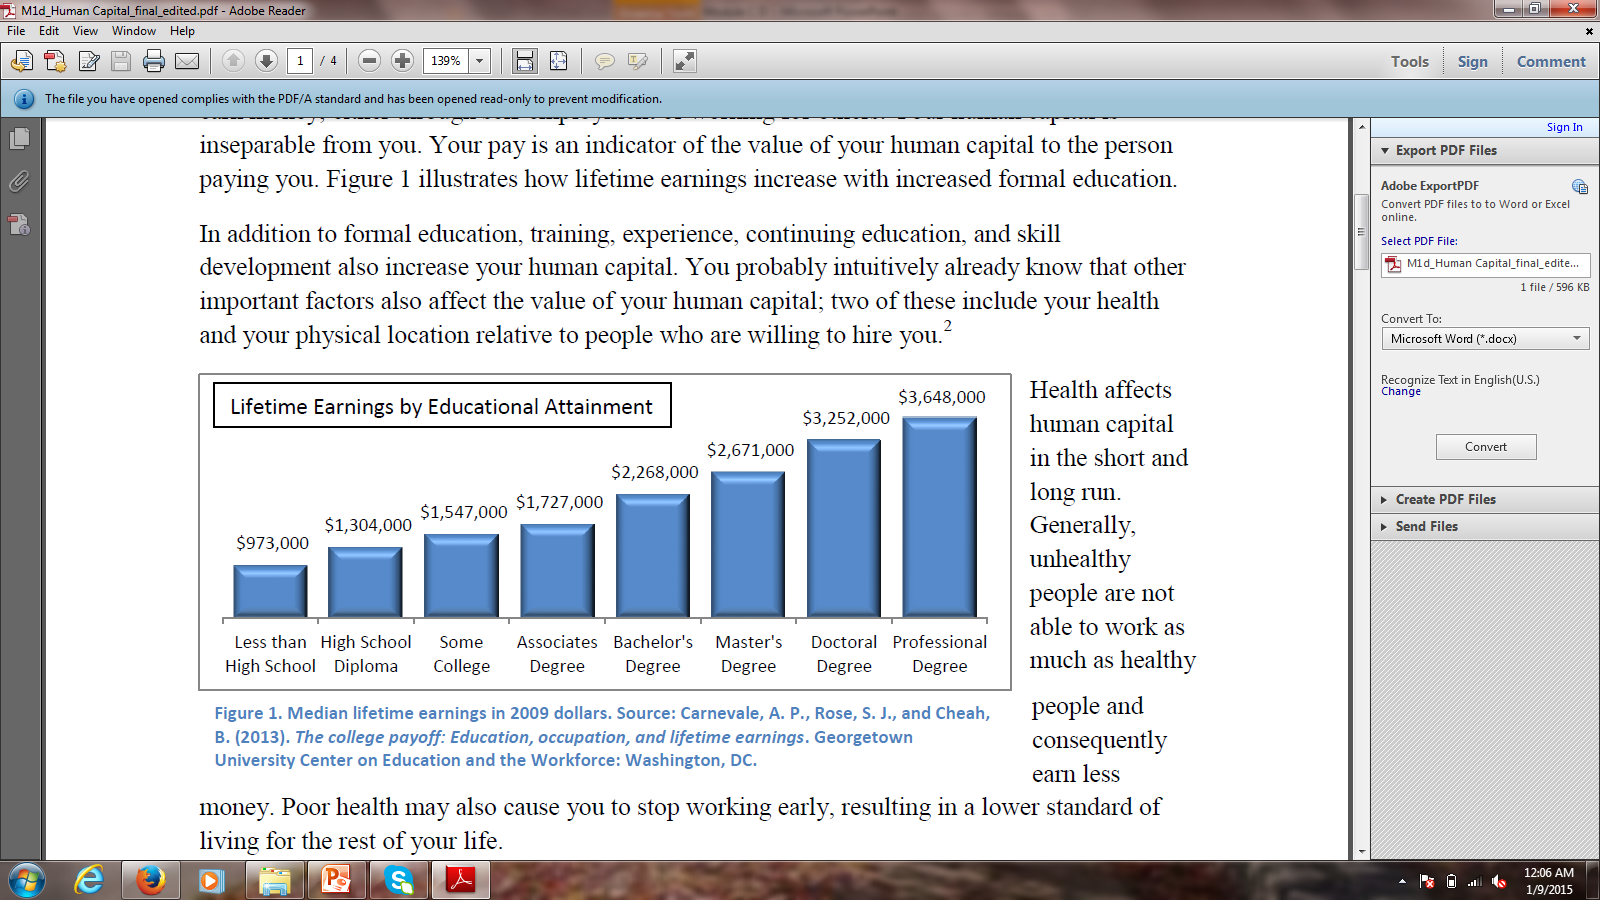 M1d_Human Capital_final_edited.pdf - Adobe Reader
File Edit View Window Help
1 / 4 139% Tools Sign Comment
The file you have opened complies with the PDF/A standard and has been opened read-only to prevent modification.
inseparable from you. Your pay is an indicator of the value of your human capital to the person
paying you. Figure 1 illustrates how lifetime earnings increase with increased formal education.
In addition to formal education, training, experience, continuing education, and skill
development also increase your human capital. You probably intuitively already know that other
important factors also affect the value of your human capital; two of these include your health
and your physical location relative to people who are willing to hire you.2
Lifetime Earnings by Educational Attainment
$973,000
$1,304,000
$1,547,000
$1,727,000
$2,268,000
$2,671,000
$3,252,000
$3,648,000
Less than
High School
High School
Diploma
Some
College
Associates
Degree
Bachelor's
Degree
Master's
Degree
Doctoral
Degree
Professional
Degree
Figure 1. Median lifetime earnings in 2009 dollars. Source: Carnevale, A. P., Rose, S. J., and Cheah,
B. (2013). The college payoff: Education, occupation, and lifetime earnings. Georgetown
University Center on Education and the Workforce: Washington, DC.
Health affects
human capital
in the short and
long run.
Generally,
unhealthy
people are not
able to work as
much as healthy
people and
consequently
earn less
money. Poor health may also cause you to stop working early, resulting in a lower standard of
living for the rest of your life.
Sign In
Export PDF Files
Adobe ExportPDF
Convert PDF files to to Word or Excel
online.
Select PDF File:
M1d_Human Capital_final_edite...
1 file / 596 KB
Convert To:
Microsoft Word (*.docx)
Recognize Text in English(U.S.)
Change
Convert
Create PDF Files
Send Files
12:06 AM
1/9/2015